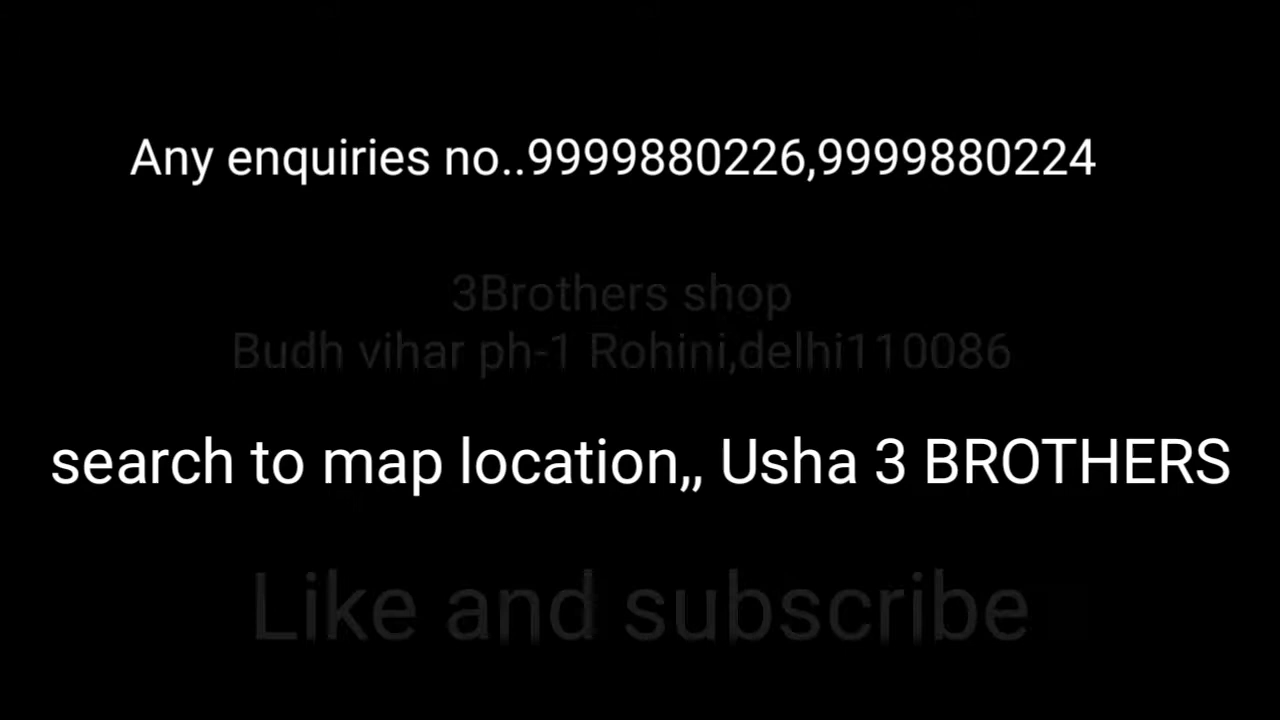 Any enquiries no..9999880226,9999880224
3Brothers shop
Budh vihar ph-1 Rohini,delhi110086
search to map location,, Usha 3 BROTHERS
Like and subscribe